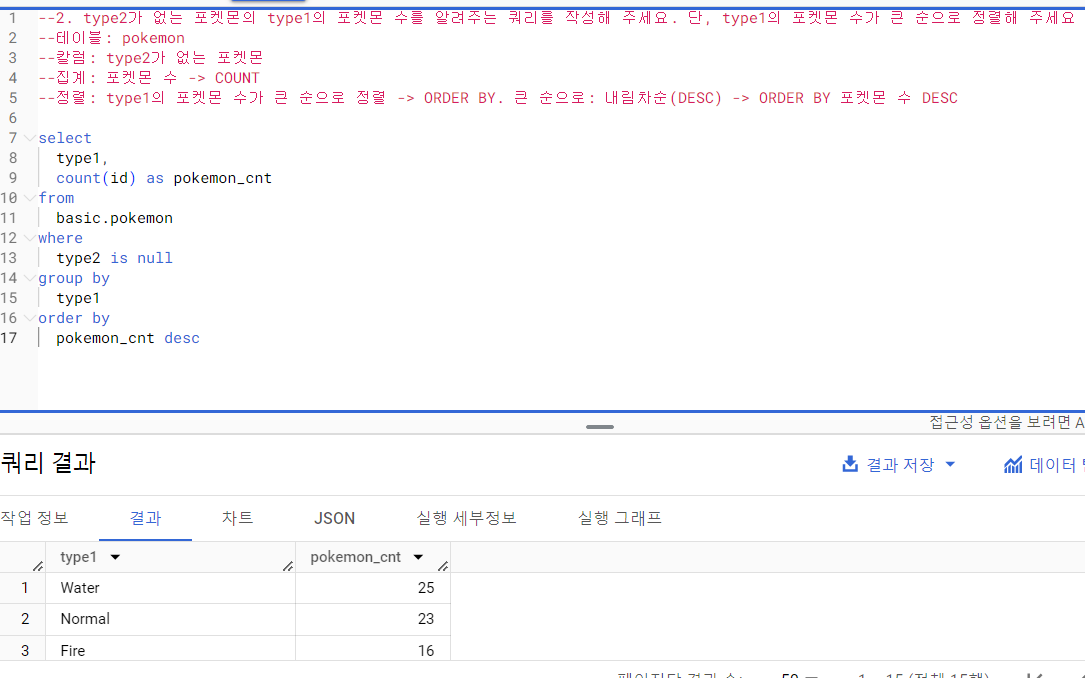 1 --2. type2가 없는 포켓몬의 type1의 포켓몬 수를 알려주는 쿼리를 작성해 주세요. 단, type1의 포켓몬 수가 큰 순으로 정렬해 주세요
2 --테이블: pokemon
3 --칼럼: type2가 없는 포켓몬
4 --집계: 포켓몬 수 -> COUNT
5 --정렬: type1의 포켓몬 수가 큰 순으로 정렬 -> ORDER BY. 큰 순으로: 내림차순(DESC) -> ORDER BY 포켓몬 수 DESC
6
7 select
8 type1,
9 count(id) as pokemon_cnt
10 from
11 basic.pokemon
12 where
13 type2 is null
14 group by
15 type1
16 order by
17 pokemon_cnt desc
접근성 옵션을 보려면 A
쿼리 결과 결과 저장 데이터
작업 정보 결과 차트 JSON 실행 세부정보 실행 그래프
type1 pokemon_cnt
1 Water 25
2 Normal 23
3 Fire 16